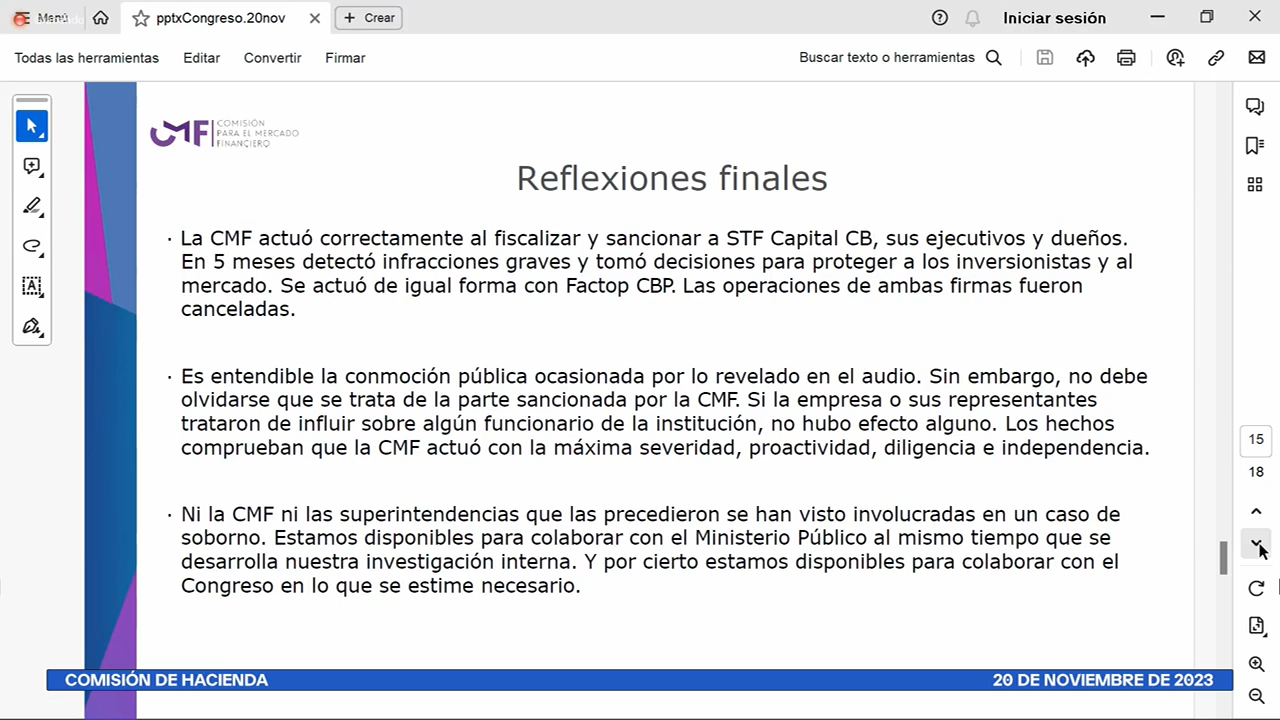 Menú
pptxCongreso.20nov
Crear
Iniciar sesión
Todas las herramientas
Editar
Convertir
Firmar
Buscar texto o herramientas
CMF COMISIÓN
PARA EL MERCADO
FINANCIERO
Reflexiones finales
· La CMF actuó correctamente al fiscalizar y sancionar a STF Capital CB, sus ejecutivos y dueños.
En 5 meses detectó infracciones graves y tomó decisiones para proteger a los inversionistas y al
mercado. Se actuó de igual forma con Factop CBP. Las operaciones de ambas firmas fueron
canceladas.
· Es entendible la conmoción pública ocasionada por lo revelado en el audio. Sin embargo, no debe
olvidarse que se trata de la parte sancionada por la CMF. Si la empresa o sus representantes
trataron de influir sobre algún funcionario de la institución, no hubo efecto alguno. Los hechos
comprueban que la CMF actuó con la máxima severidad, proactividad, diligencia e independencia.
· Ni la CMF ni las superintendencias que las precedieron se han visto involucradas en un caso de
soborno. Estamos disponibles para colaborar con el Ministerio Público al mismo tiempo que se
desarrolla nuestra investigación interna. Y por cierto estamos disponibles para colaborar con el
Congreso en lo que se estime necesario.
15
18
COMISIÓN DE HACIENDA
20 DE NOVIEMBRE DE 2023